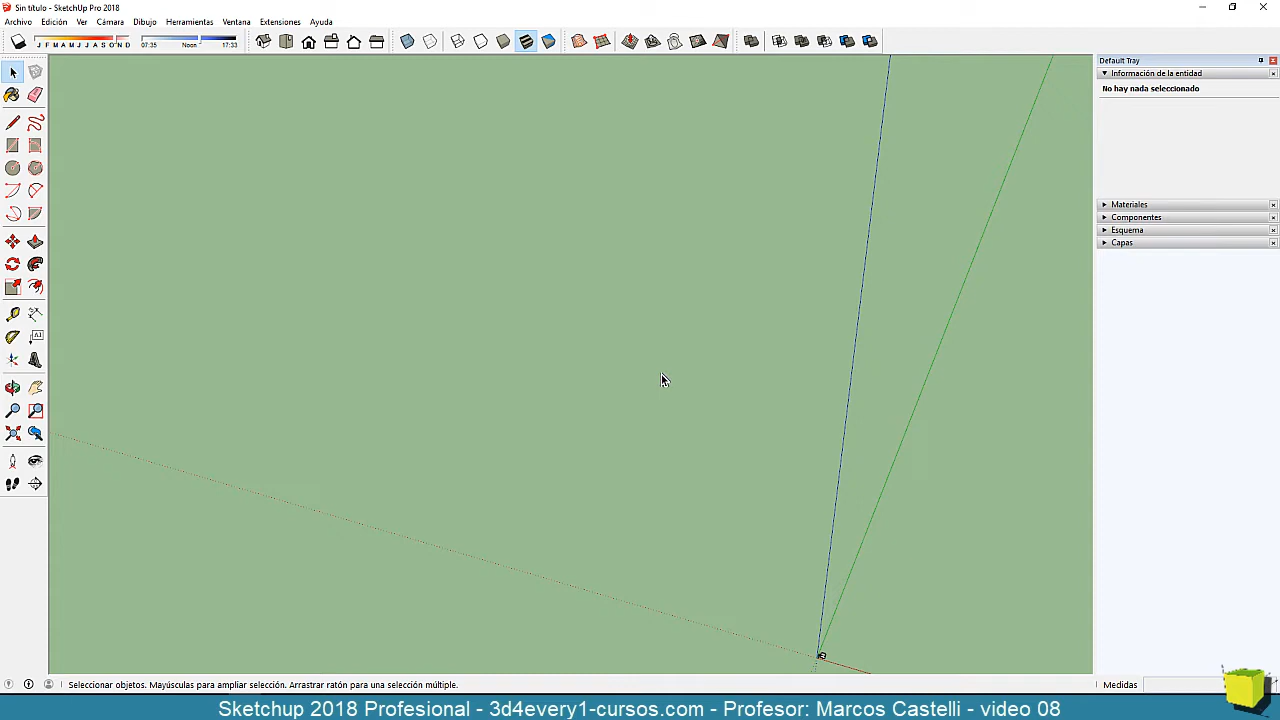 Sin título - SketchUp Pro 2018
Archivo Edición Ver Cámara Dibujo Herramientas Ventana Extensiones Ayuda
J F M A M J J A S O N D 07:35 Noon 17:33
Default Tray
Información de la entidad
No hay nada seleccionado
Materiales
Componentes
Esquema
Capas
A1
Seleccionar objetos. Mayúsculas para ampliar selección. Arrastrar ratón para una selección múltiple.
Medidas
Sketchup 2018 Profesional - 3d4every1-cursos.com - Profesor: Marcos Castelli - video 08